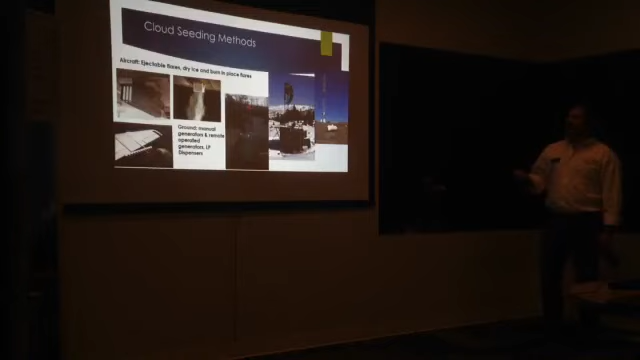 Cloud Seeding Methods
Aircraft: Ejectable flares, dry ice and burn in place flares
Ground: manual
generators & remote
operated
generators, LP
Dispensers